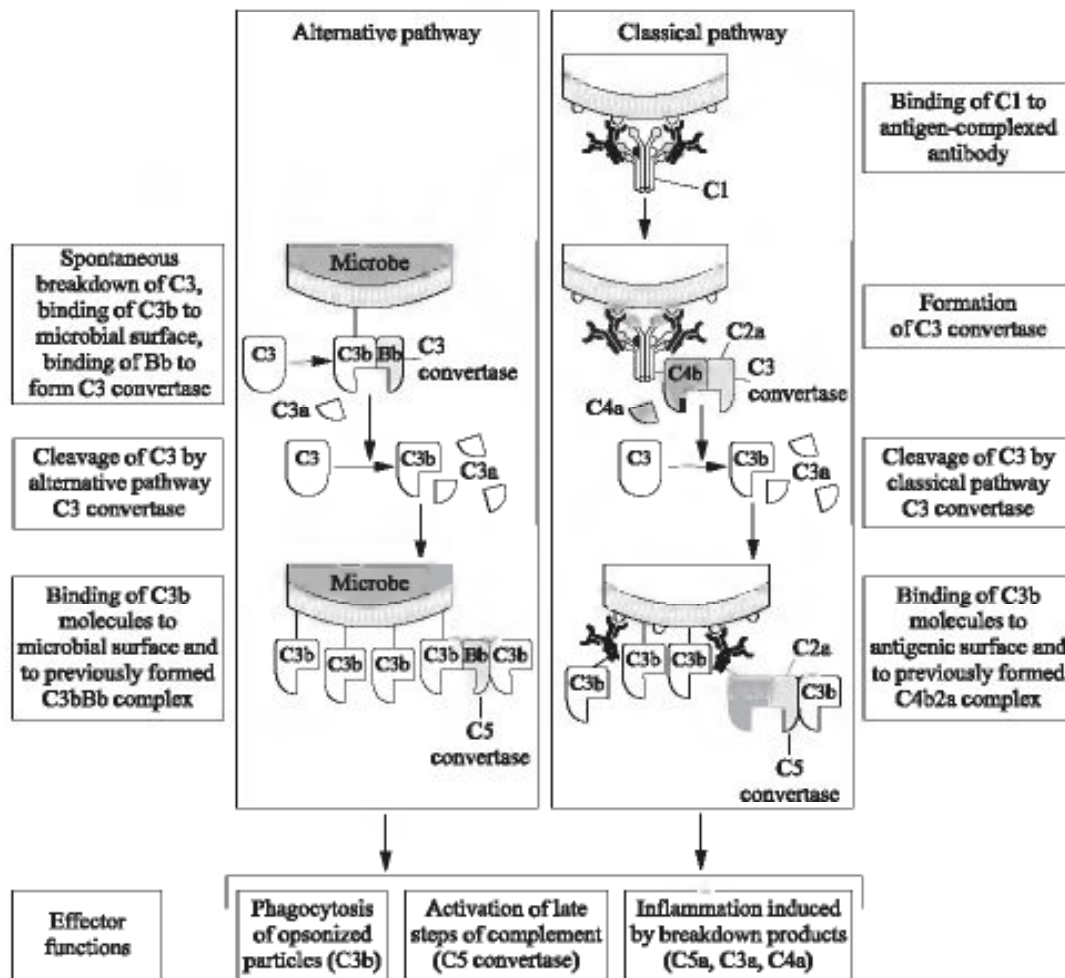 Alternative pathway
Classical pathway
Binding of C1 to
antigen-complexed
antibody
C1
Spontaneous
breakdown of C3,
binding of C3b to
microbial surface,
binding of Bb to
form C3 convertase
Microbe
C3
C3b
Bb
C3
convertase
C3a
C2a
C4b
C3
convertase
C4a
Formation
of C3 convertase
Cleavage of C3 by
alternative pathway
C3 convertase
C3
C3b
C3a
C3
C3b
C3a
Cleavage of C3 by
classical pathway
C3 convertase
Binding of C3b
molecules to
microbial surface and
to previously formed
C3bBb complex
Microbe
C3b
C3b
C3b
C3b
Bb
C3b
C5
convertase
C3b
C3b
C3b
C2a
C3b
C5
convertase
Binding of C3b
molecules to
antigenic surface and
to previously formed
C4b2a complex
Effector
functions
Phagocytosis
of opsonized
particles (C3b)
Activation of late
steps of complement
(C5 convertase)
Inflammation induced
by breakdown products
(C5a, C3a, C4a)